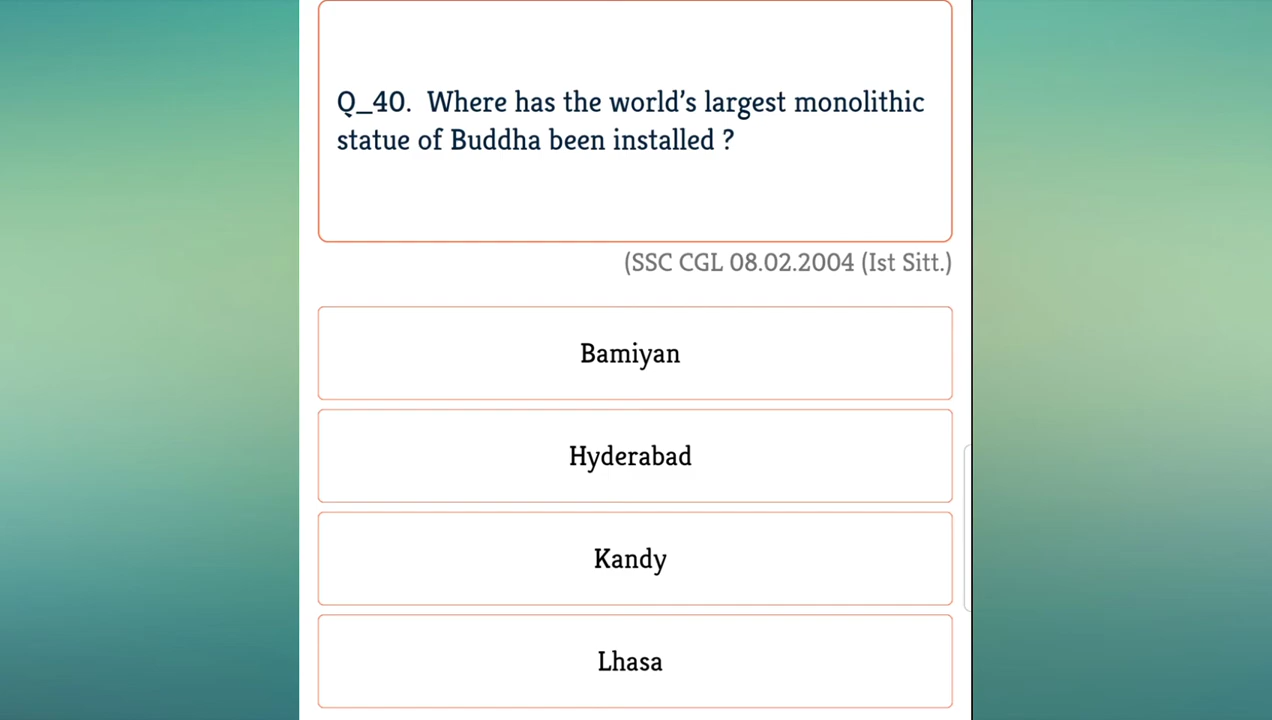 Q_40. Where has the world's largest monolithic
statue of Buddha been installed ?
(SSC CGL 08.02.2004 (Ist Sitt.)
Bamiyan
Hyderabad
Kandy
Lhasa